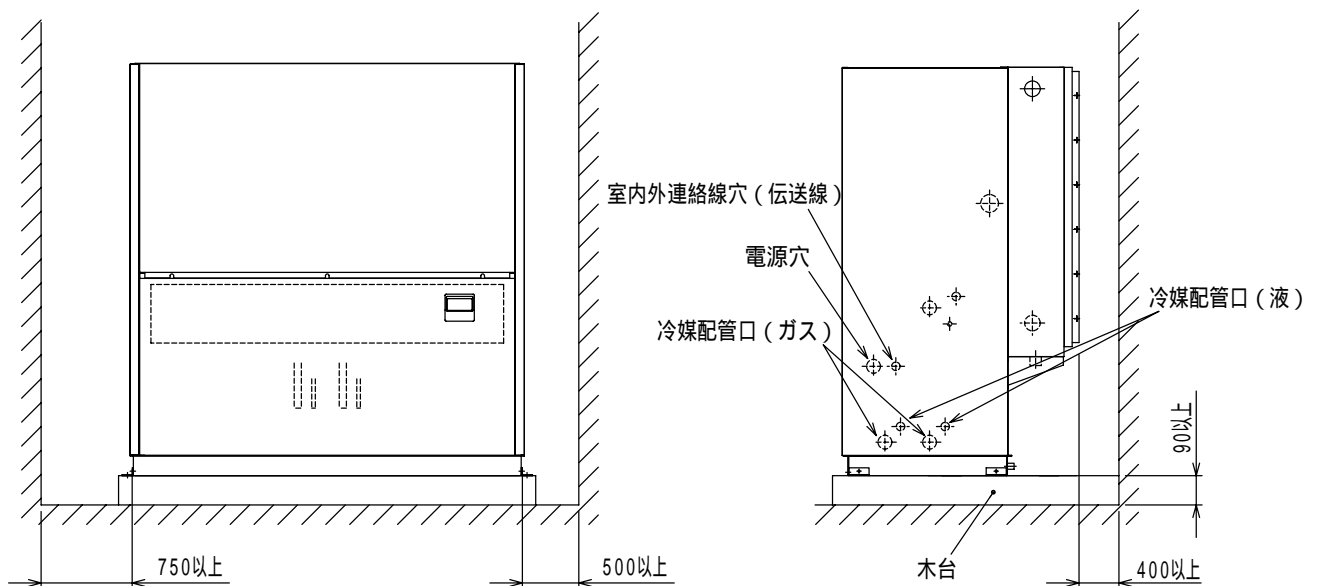 室内外連絡線穴（伝送線）
電源穴
冷媒配管口（ガス）
冷媒配管口（液）
90以上
750以上
500以上
木台
400以上